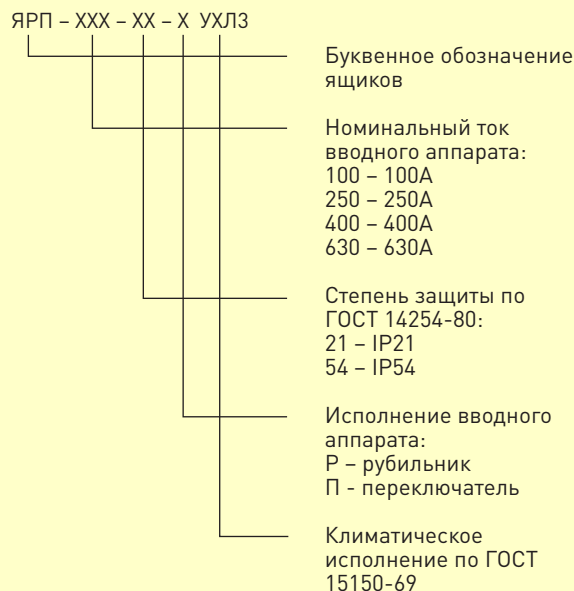 ЯРП – ХХХ – ХХ – Х УХЛ3
Буквенное обозначение
ящиков
Номинальный ток
вводного аппарата:
100 – 100А
250 – 250А
400 – 400А
630 – 630А
Степень защиты по
ГОСТ 14254-80:
21 – IP21
54 – IP54
Исполнение вводного
аппарата:
Р – рубильник
П - переключатель
Климатическое
исполнение по ГОСТ
15150-69